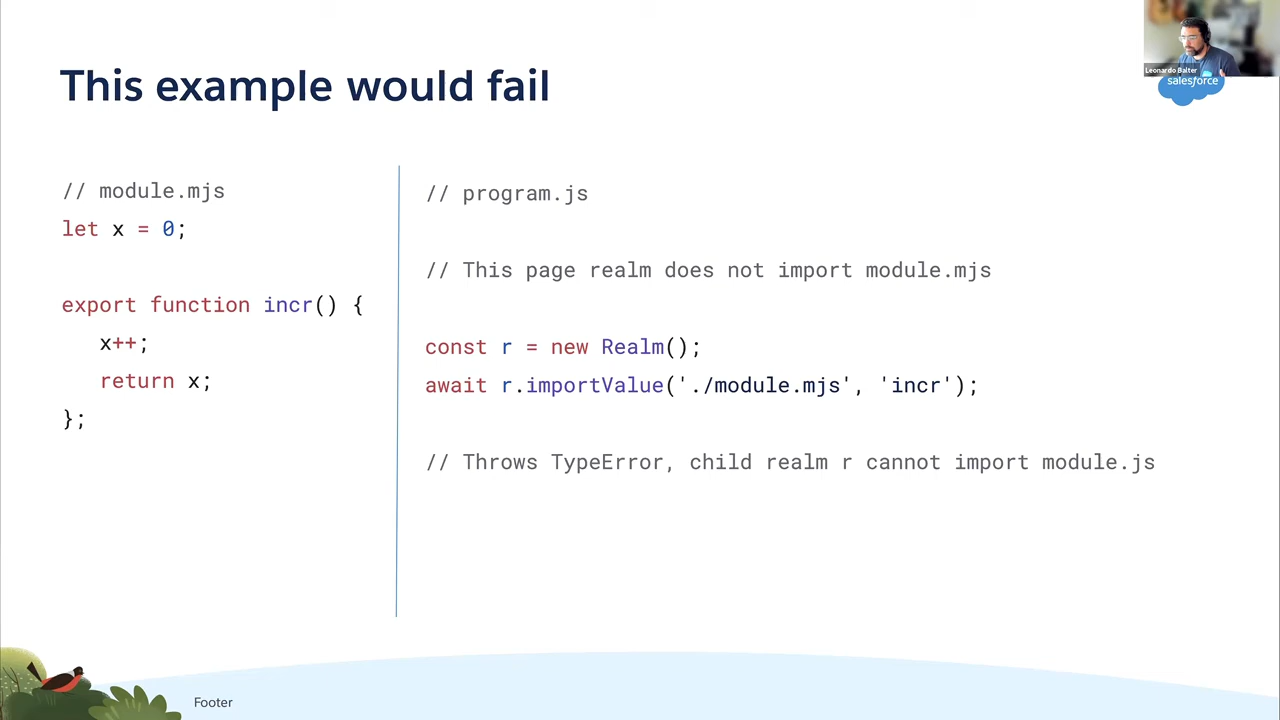 Leonardo Balter
salesforce
This example would fail
// module.mjs
let x = 0;
export function incr() {
x++;
return x;
};
// program.js
// This page realm does not import module.mjs
const r = new Realm();
await r.importValue('./module.mjs', 'incr');
// Throws TypeError, child realm r cannot import module.js
Footer